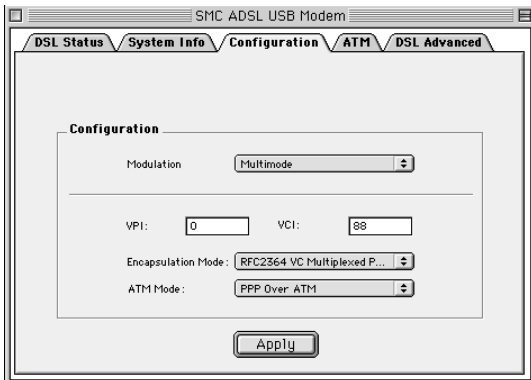 SMC ADSL USB Modem
DSL Status System Info Configuration ATM DSL Advanced
Configuration
Modulation Multimode
VPI: 0 VCI: 88
Encapsulation Mode: RFC2364 VC Multiplexed P...
ATM Mode: PPP Over ATM
Apply